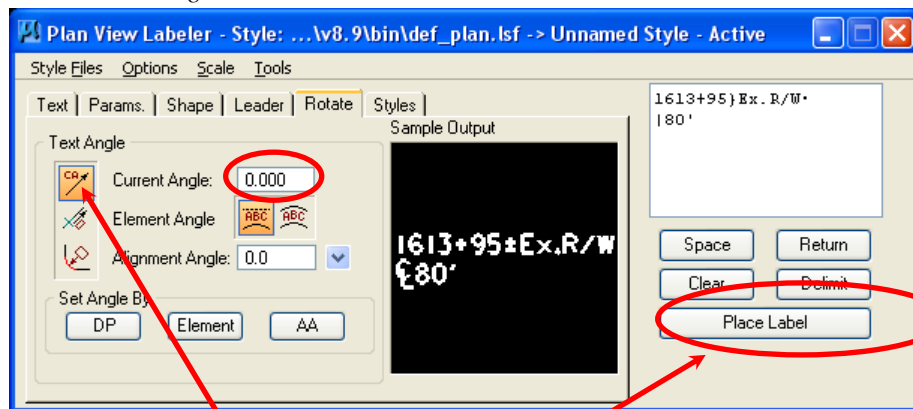 Plan View Labeler - Style: ...\v8.9\bin\def_plan.lsf -> Unnamed Style - Active
Style Files Options Scale Tools
Text Params. Shape Leader Rotate Styles
Text Angle
CA
Current Angle: 0.000
Element Angle ABC ABC
Alignment Angle: 0.0
Set Angle By
DP Element AA
Sample Output
1613+95±Ex.R/W
℄80'
1613+95}Ex.R/W·
|80'
Space Return
Clear Delimit
Place Label